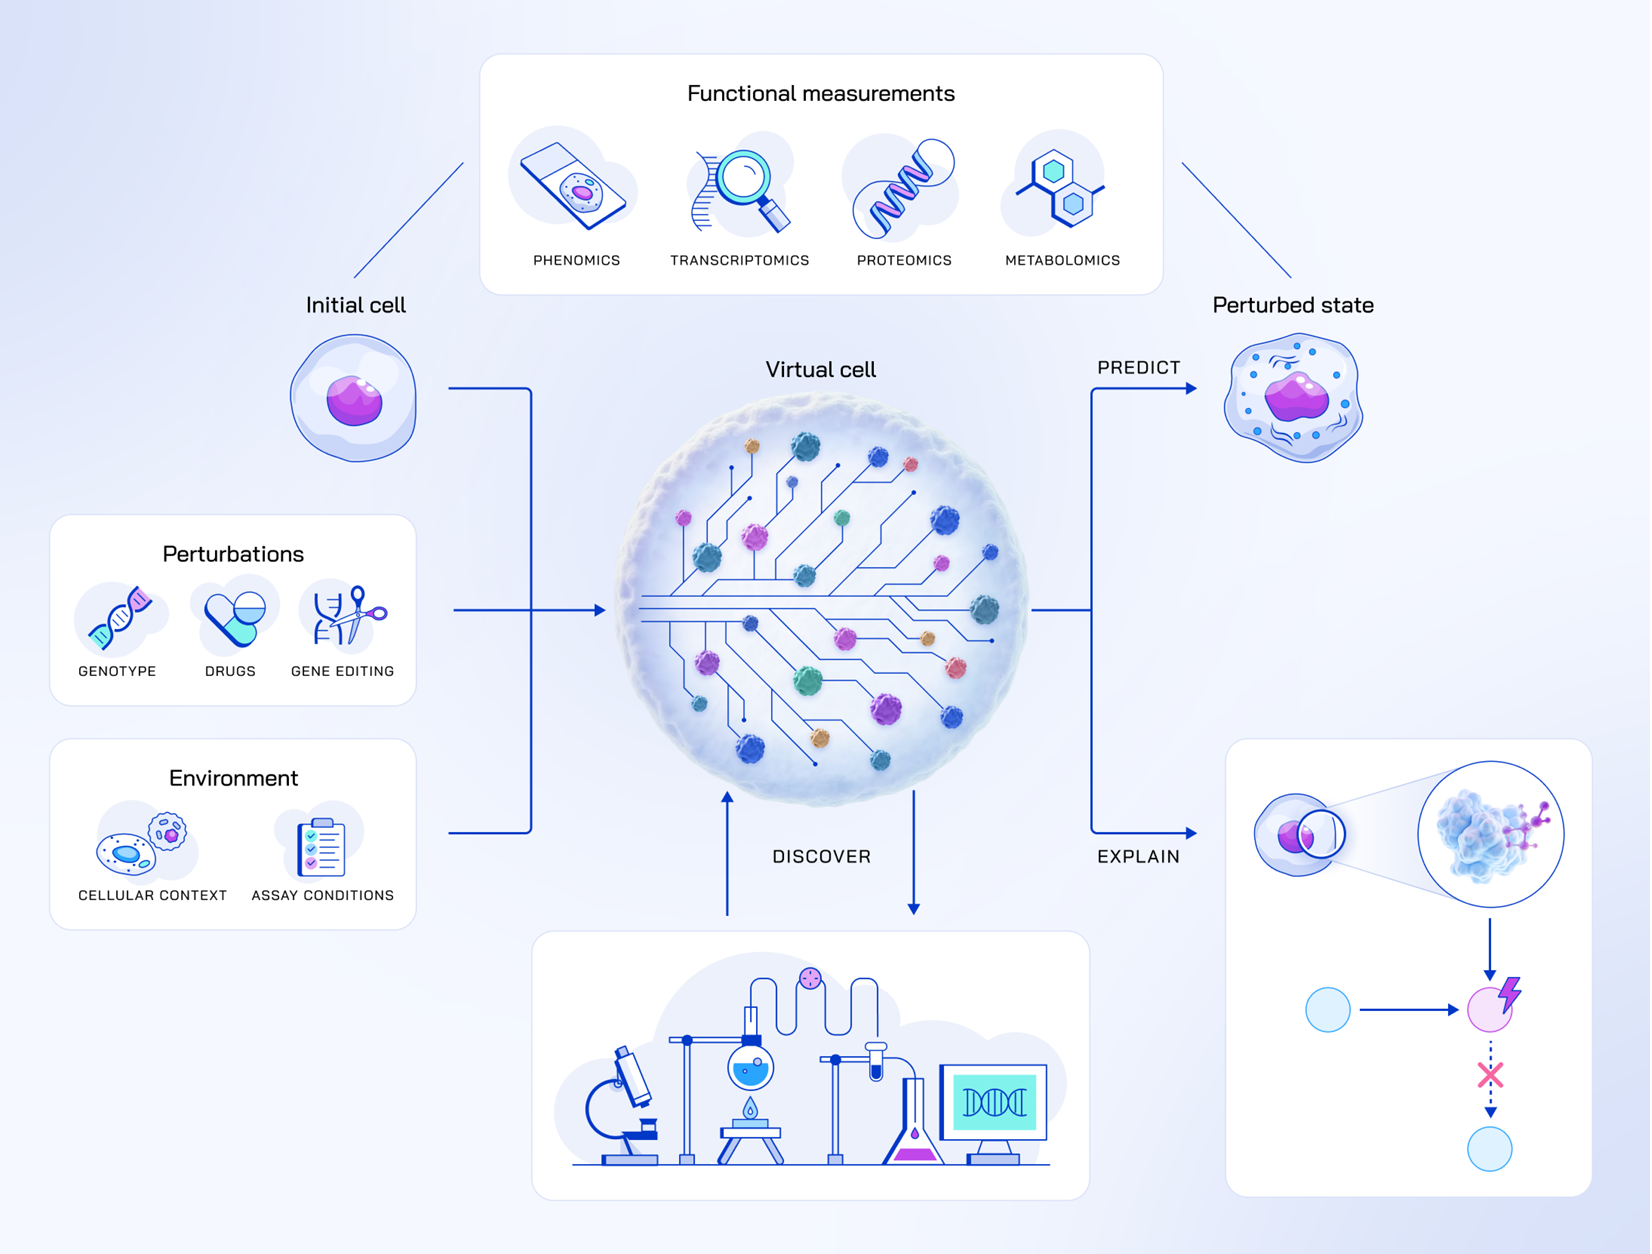 Functional measurements
PHENOMICS
TRANSCRIPTOMICS
PROTEOMICS
METABOLOMICS
Initial cell
Perturbed state
Virtual cell
PREDICT
Perturbations
GENOTYPE
DRUGS
GENE EDITING
Environment
CELLULAR CONTEXT
ASSAY CONDITIONS
DISCOVER
EXPLAIN